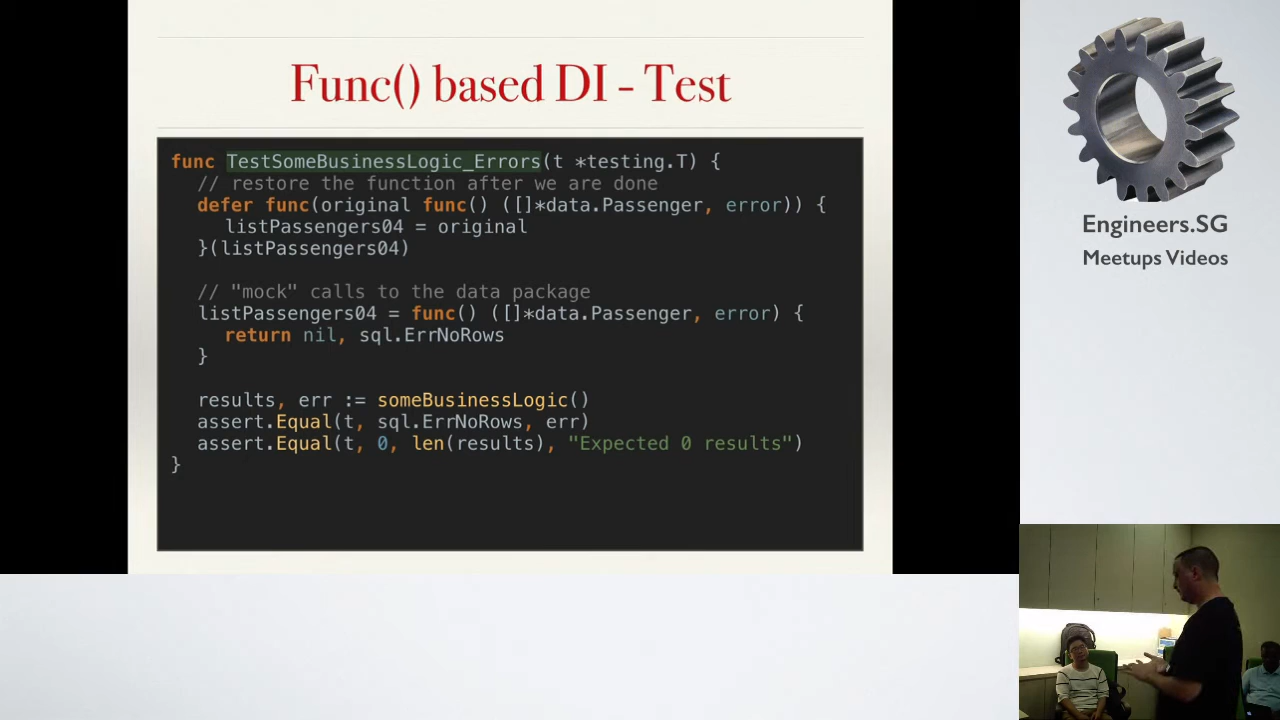 Func() based DI - Test
func TestSomeBusinessLogic_Errors(t *testing.T) {
// restore the function after we are done
defer func(original func() ([]*data.Passenger, error)) {
listPassengers04 = original
}(listPassengers04)
// "mock" calls to the data package
listPassengers04 = func() ([]*data.Passenger, error) {
return nil, sql.ErrNoRows
}
results, err := someBusinessLogic()
assert.Equal(t, sql.ErrNoRows, err)
assert.Equal(t, 0, len(results), "Expected 0 results")
}
Engineers.SG
Meetups Videos